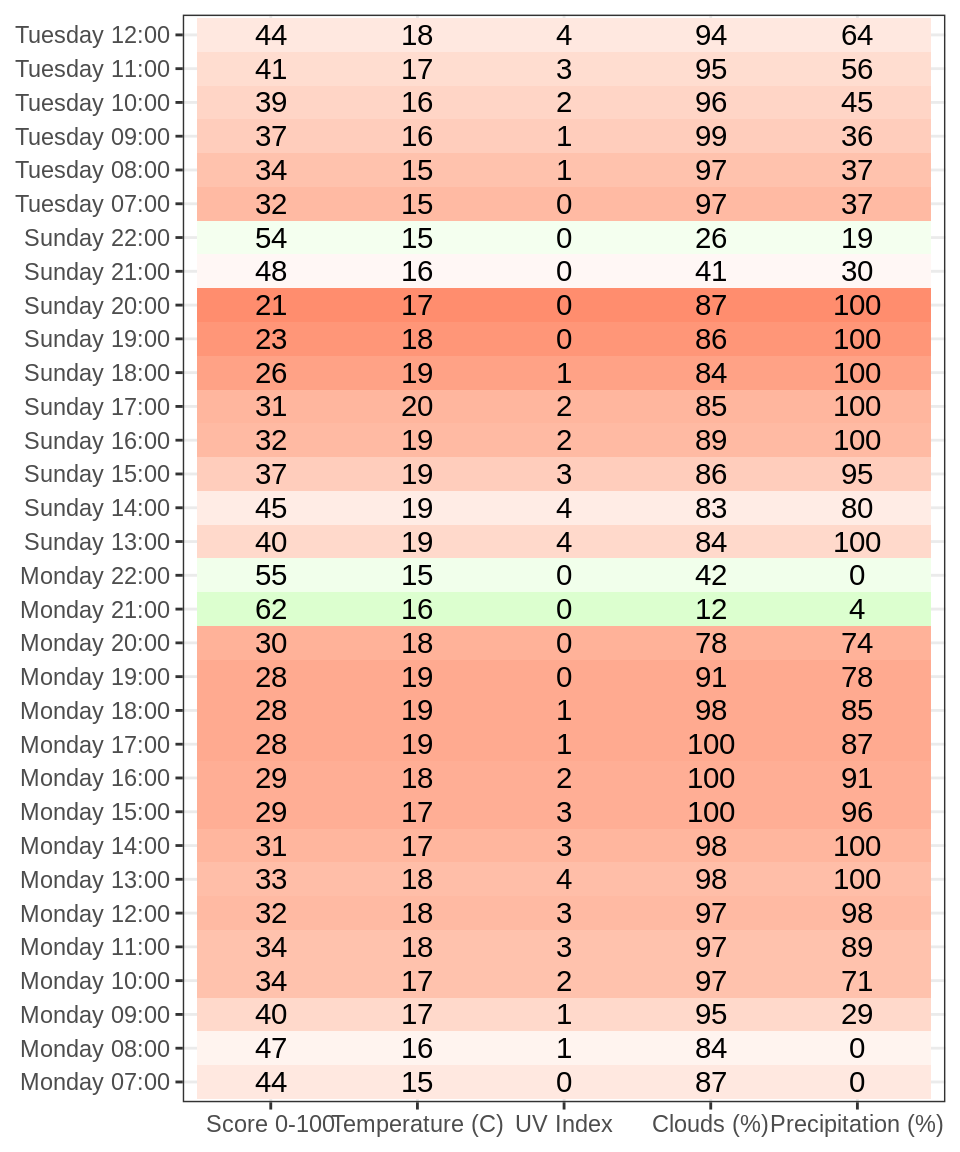 Tuesday 12:00 44 18 4 94 64
Tuesday 11:00 41 17 3 95 56
Tuesday 10:00 39 16 2 96 45
Tuesday 09:00 37 16 1 99 36
Tuesday 08:00 34 15 1 97 37
Tuesday 07:00 32 15 0 97 37
Sunday 22:00 54 15 0 26 19
Sunday 21:00 48 16 0 41 30
Sunday 20:00 21 17 0 87 100
Sunday 19:00 23 18 0 86 100
Sunday 18:00 26 19 1 84 100
Sunday 17:00 31 20 2 85 100
Sunday 16:00 32 19 2 89 100
Sunday 15:00 37 19 3 86 95
Sunday 14:00 45 19 4 83 80
Sunday 13:00 40 19 4 84 100
Monday 22:00 55 15 0 42 0
Monday 21:00 62 16 0 12 4
Monday 20:00 30 18 0 78 74
Monday 19:00 28 19 0 91 78
Monday 18:00 28 19 1 98 85
Monday 17:00 28 19 1 100 87
Monday 16:00 29 18 2 100 91
Monday 15:00 29 17 3 100 96
Monday 14:00 31 17 3 98 100
Monday 13:00 33 18 4 98 100
Monday 12:00 32 18 3 97 98
Monday 11:00 34 18 3 97 89
Monday 10:00 34 17 2 97 71
Monday 09:00 40 17 1 95 29
Monday 08:00 47 16 1 84 0
Monday 07:00 44 15 0 87 0
Score 0-100 Temperature (C) UV Index Clouds (%) Precipitation (%)